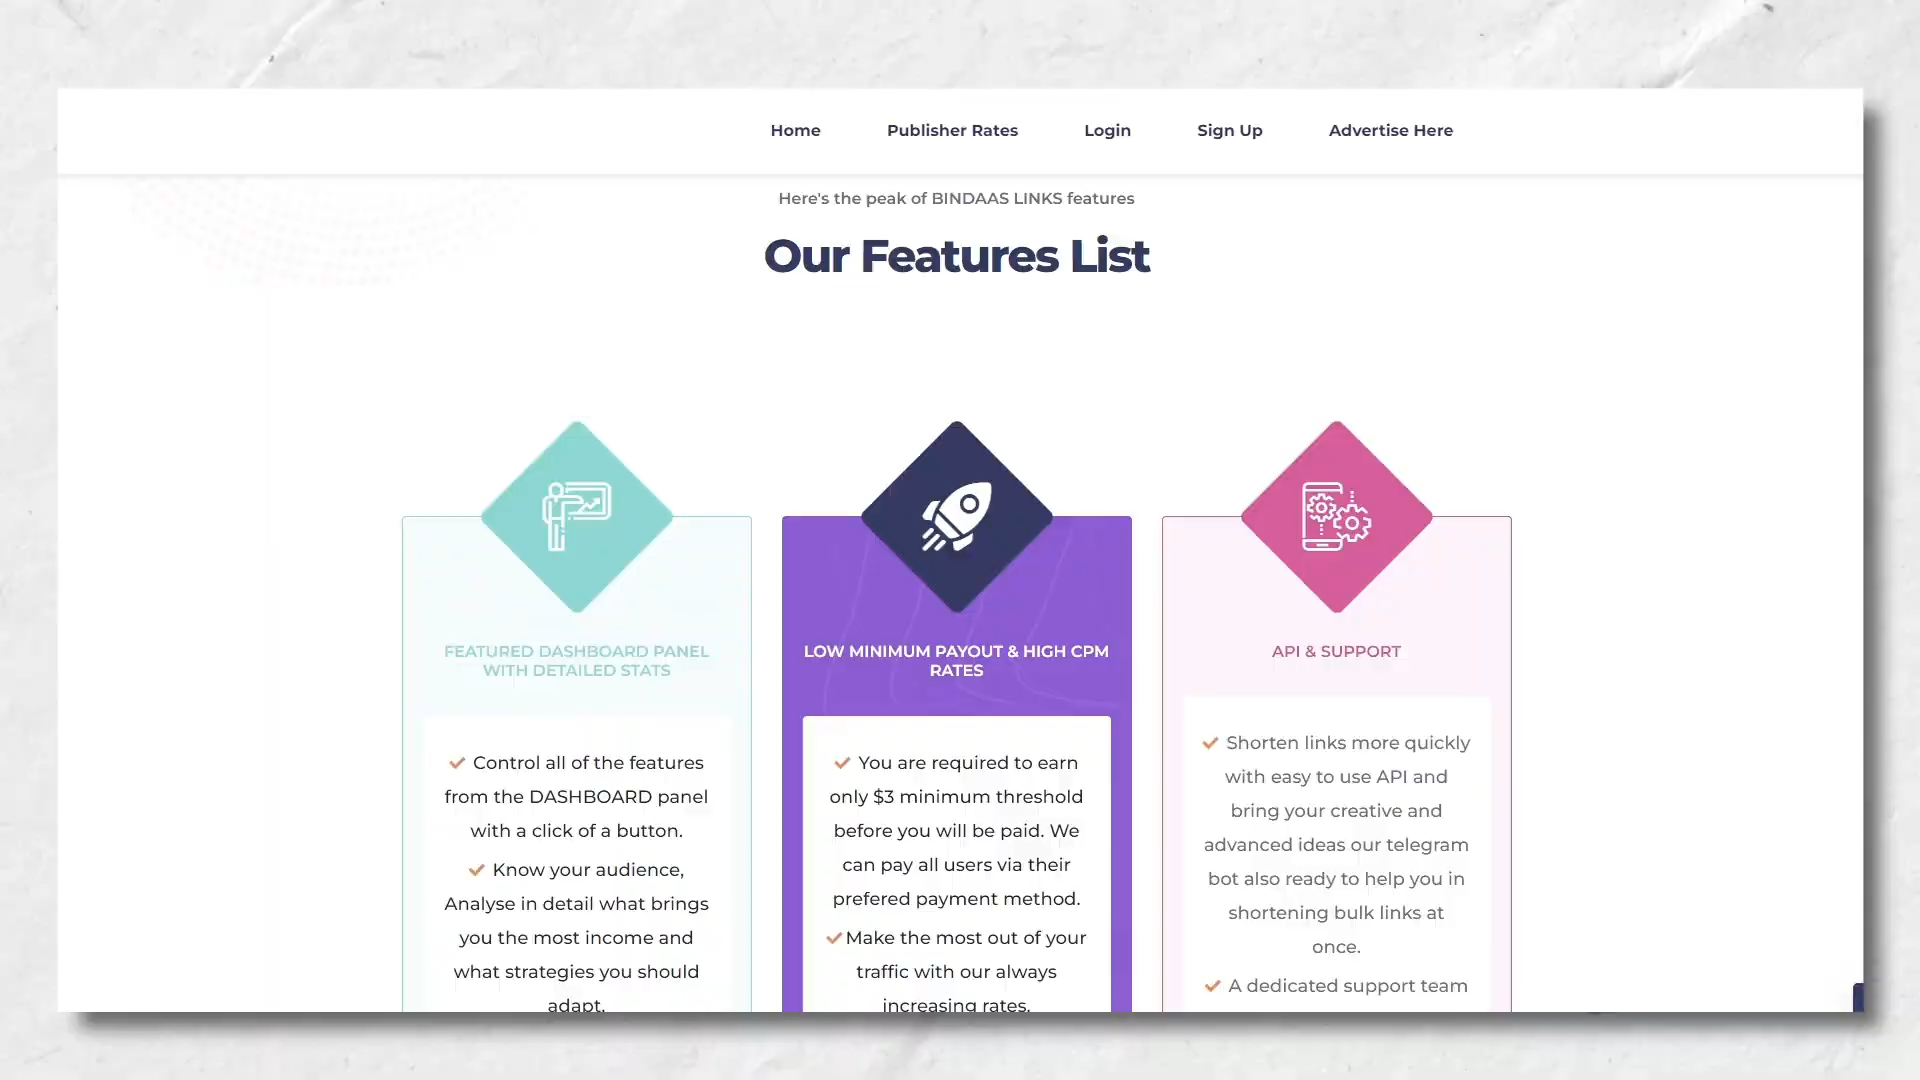 Home Publisher Rates Login Sign Up Advertise Here
Here's the peak of BINDAAS LINKS features
Our Features List
FEATURED DASHBOARD PANEL
WITH DETAILED STATS
Control all of the features
from the DASHBOARD panel
with a click of a button.
Know your audience,
Analyse in detail what brings
you the most income and
what strategies you should
adapt.
LOW MINIMUM PAYOUT & HIGH CPM
RATES
You are required to earn
only $3 minimum threshold
before you will be paid. We
can pay all users via their
prefered payment method.
Make the most out of your
traffic with our always
increasing rates.
API & SUPPORT
Shorten links more quickly
with easy to use API and
bring your creative and
advanced ideas our telegram
bot also ready to help you in
shortening bulk links at
once.
A dedicated support team